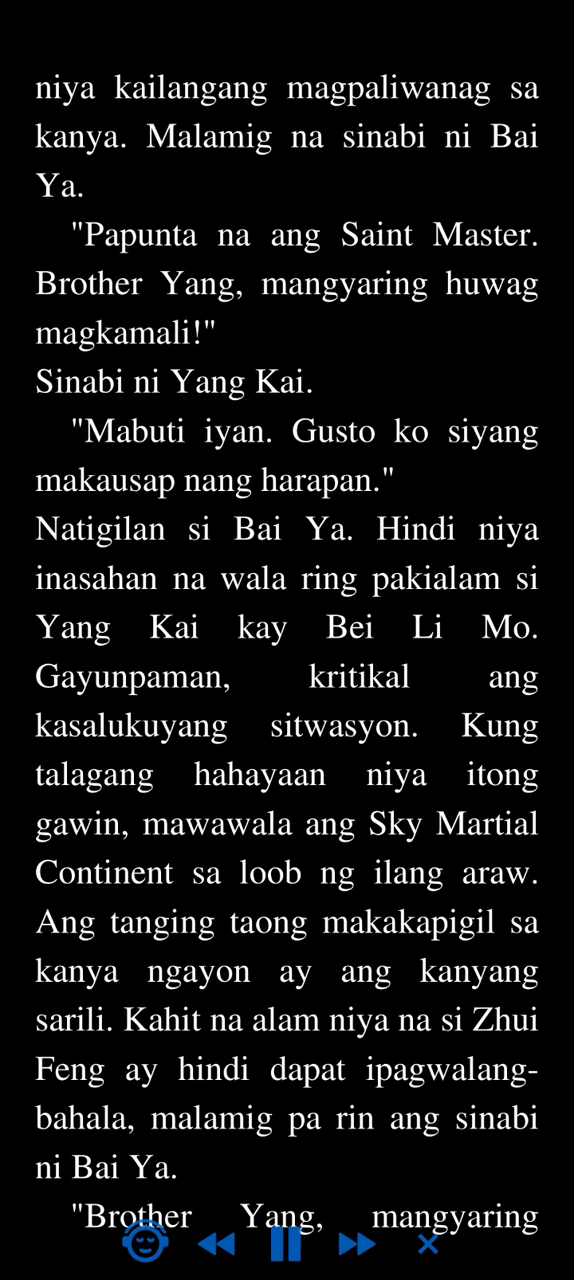 niya kailangang magpaliwanag sa
kanya. Malamig na sinabi ni Bai
Ya.
"Papunta na ang Saint Master.
Brother Yang, mangyaring huwag
magkamali!"
Sinabi ni Yang Kai.
"Mabuti iyan. Gusto ko siyang
makausap nang harapan."
Natigilan si Bai Ya. Hindi niya
inasahan na wala ring pakialam si
Yang Kai kay Bei Li Mo.
Gayunpaman, kritikal ang
kasalukuyang sitwasyon. Kung
talagang hahayaan niya itong
gawin, mawawala ang Sky Martial
Continent sa loob ng ilang araw.
Ang tanging taong makakapigil sa
kanya ngayon ay ang kanyang
sarili. Kahit na alam niya na si Zhui
Feng ay hindi dapat ipagwalang-
bahala, malamig pa rin ang sinabi
ni Bai Ya.
"Brother Yang, mangyaring